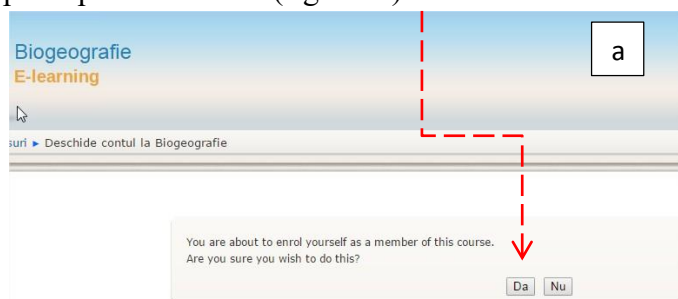 Biogeografie
a
E-learning
suri ► Deschide contul la Biogeografie
You are about to enrol yourself as a member of this course.
Are you sure you wish to do this?
Da Nu